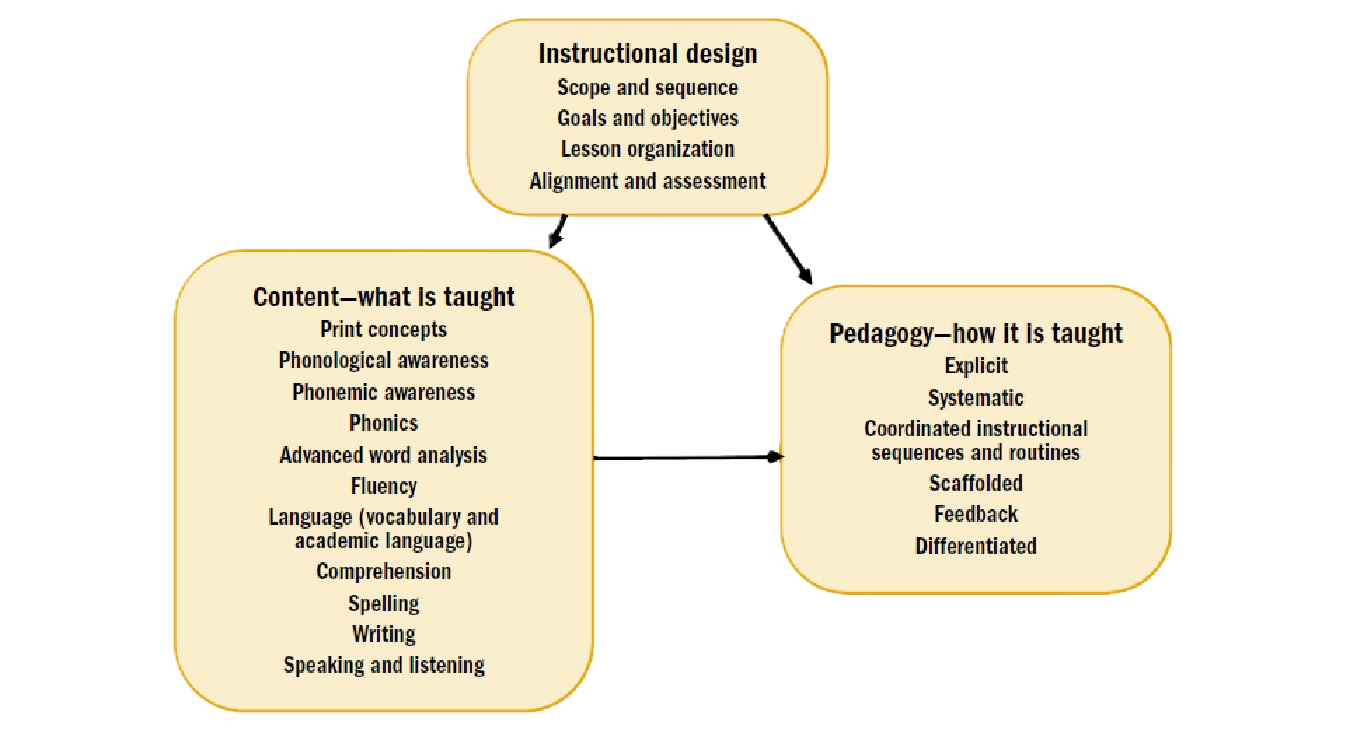 Instructional design
Scope and sequence
Goals and objectives
Lesson organization
Alignment and assessment
Content—what is taught
Print concepts
Phonological awareness
Phonemic awareness
Phonics
Advanced word analysis
Fluency
Language (vocabulary and
academic language)
Comprehension
Spelling
Writing
Speaking and listening
Pedagogy—how it is taught
Explicit
Systematic
Coordinated instructional
sequences and routines
Scaffolded
Feedback
Differentiated